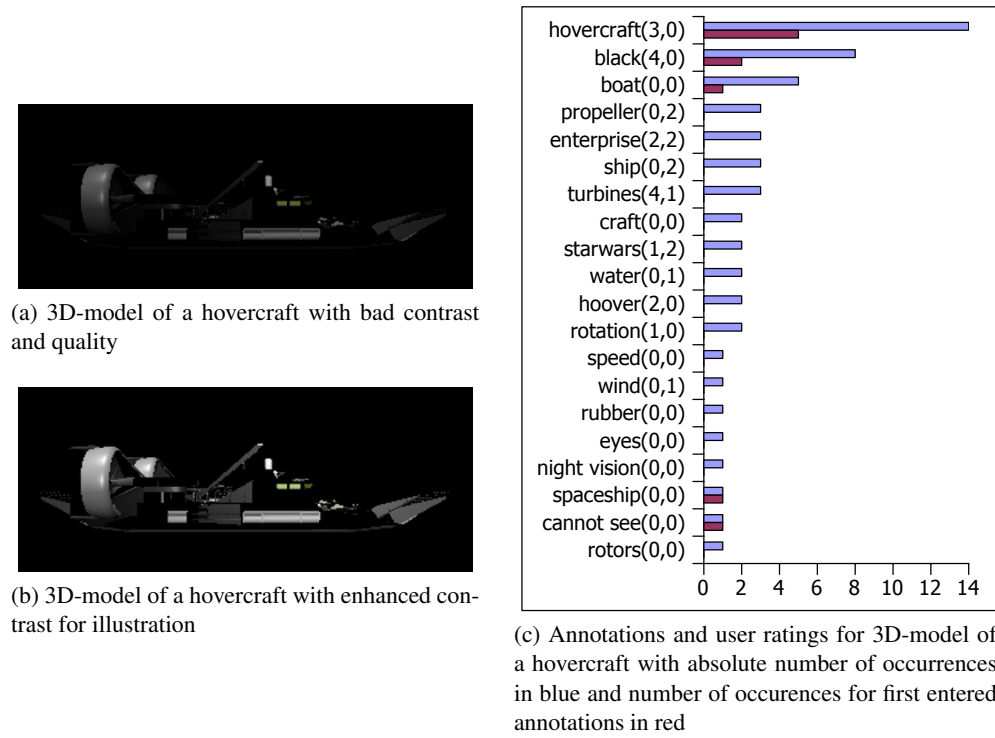 (a) 3D-model of a hovercraft with bad contrast
and quality
(b) 3D-model of a hovercraft with enhanced con-
trast for illustration
hovercraft(3,0)
black(4,0)
boat(0,0)
propeller(0,2)
enterprise(2,2)
ship(0,2)
turbines(4,1)
craft(0,0)
starwars(1,2)
water(0,1)
hoover(2,0)
rotation(1,0)
speed(0,0)
wind(0,1)
rubber(0,0)
eyes(0,0)
night vision(0,0)
spaceship(0,0)
cannot see(0,0)
rotors(0,0)
0 2 4 6 8 10 12 14
(c) Annotations and user ratings for 3D-model of
a hovercraft with absolute number of occurrences
in blue and number of occurences for first entered
annotations in red